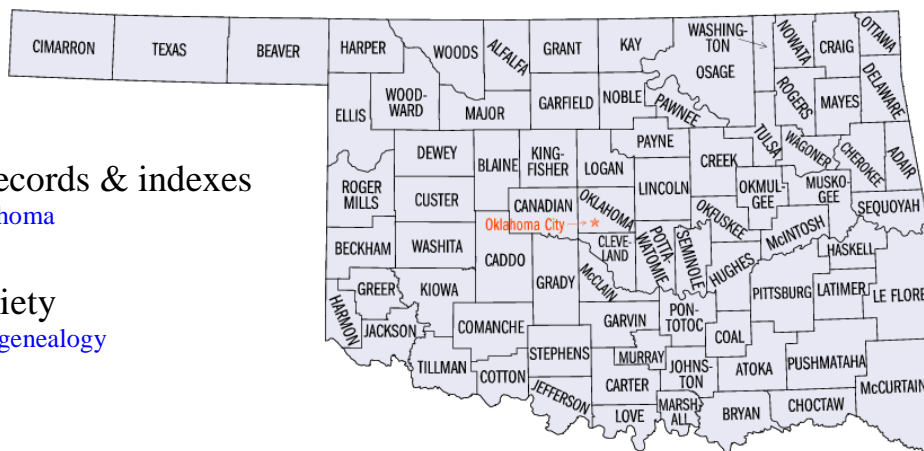 CIMARRON
TEXAS
BEAVER
HARPER
WOODS
ALFALFA
GRANT
KAY
WASHING-
TON
OSAGE
NOWATA
CRAIG
OTTAWA
ELLIS
WOOD-
WARD
MAJOR
GARFIELD
NOBLE
PAWNEE
ROGERS
MAYES
DELAWARE
DEWEY
BLAINE
KING-
FISHER
LOGAN
PAYNE
CREEK
TULSA
WAGONER
CHEROKEE
ADAIR
ecords & indexes
homa
ROGER
MILLS
CUSTER
CANADIAN
OKLAHOMA
LINCOLN
OKFUSKEE
OKMUL-
GEE
MUSKO-
GEE
SEQUOYAH
Oklahoma City
BECKHAM
WASHITA
CADDO
GRADY
CLEVE-
LAND
McCLAIN
POTTA-
WATOMIE
SEMINOLE
HUGHES
McINTOSH
HASKELL
iety
genealogy
HARMON
GREER
KIOWA
JACKSON
COMANCHE
GARVIN
PON-
TOTOC
COAL
PITTSBURG
LATIMER
LE FLORE
TILLMAN
COTTON
STEPHENS
JEFFERSON
MURRAY
CARTER
LOVE
JOHNS-
TON
MARSH-
ALL
ATOKA
BRYAN
PUSHMATAHA
CHOCTAW
McCURTAIN